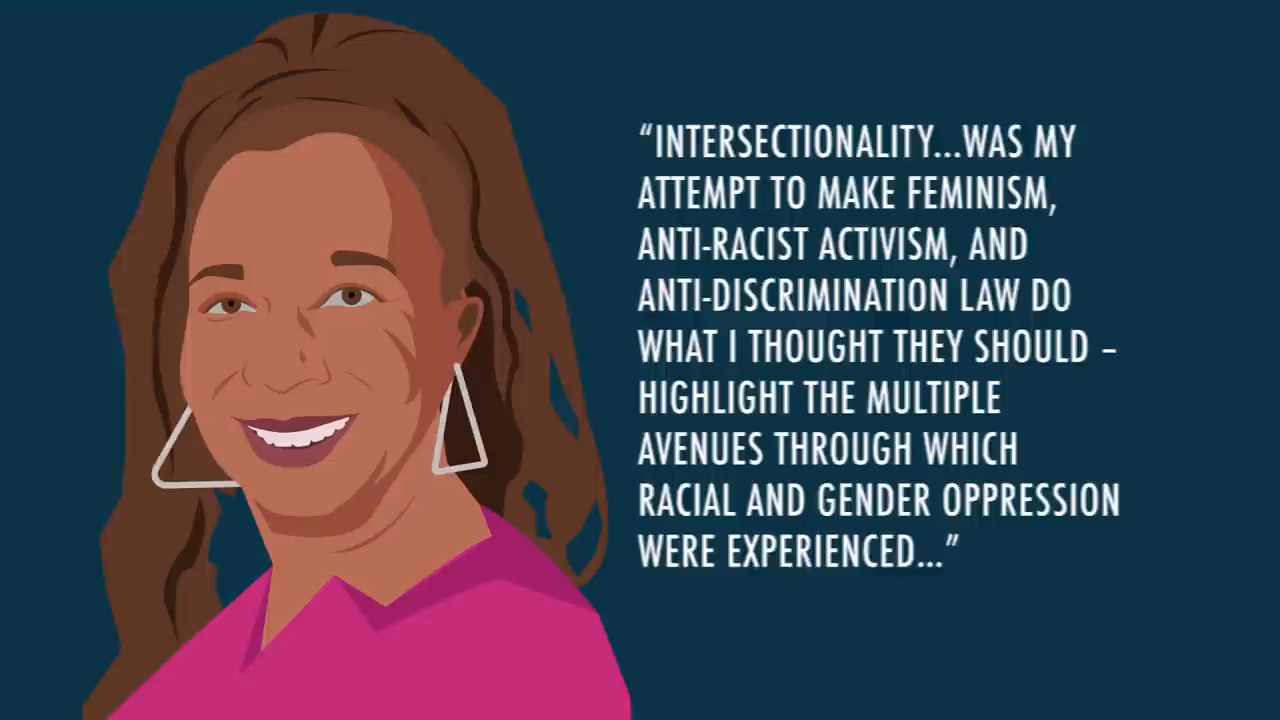 “INTERSECTIONALITY...WAS MY
ATTEMPT TO MAKE FEMINISM,
ANTI-RACIST ACTIVISM, AND
ANTI-DISCRIMINATION LAW DO
WHAT I THOUGHT THEY SHOULD –
HIGHLIGHT THE MULTIPLE
AVENUES THROUGH WHICH
RACIAL AND GENDER OPPRESSION
WERE EXPERIENCED...”